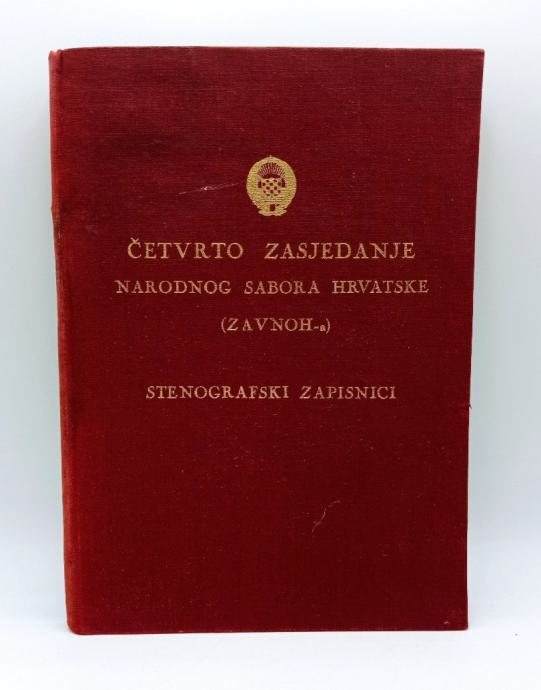 ČETVRTO ZASJEDANJE
NARODNOG SABORA HRVATSKE
(ZAVNOH-a)
STENOGRAFSKI ZAPISNICI